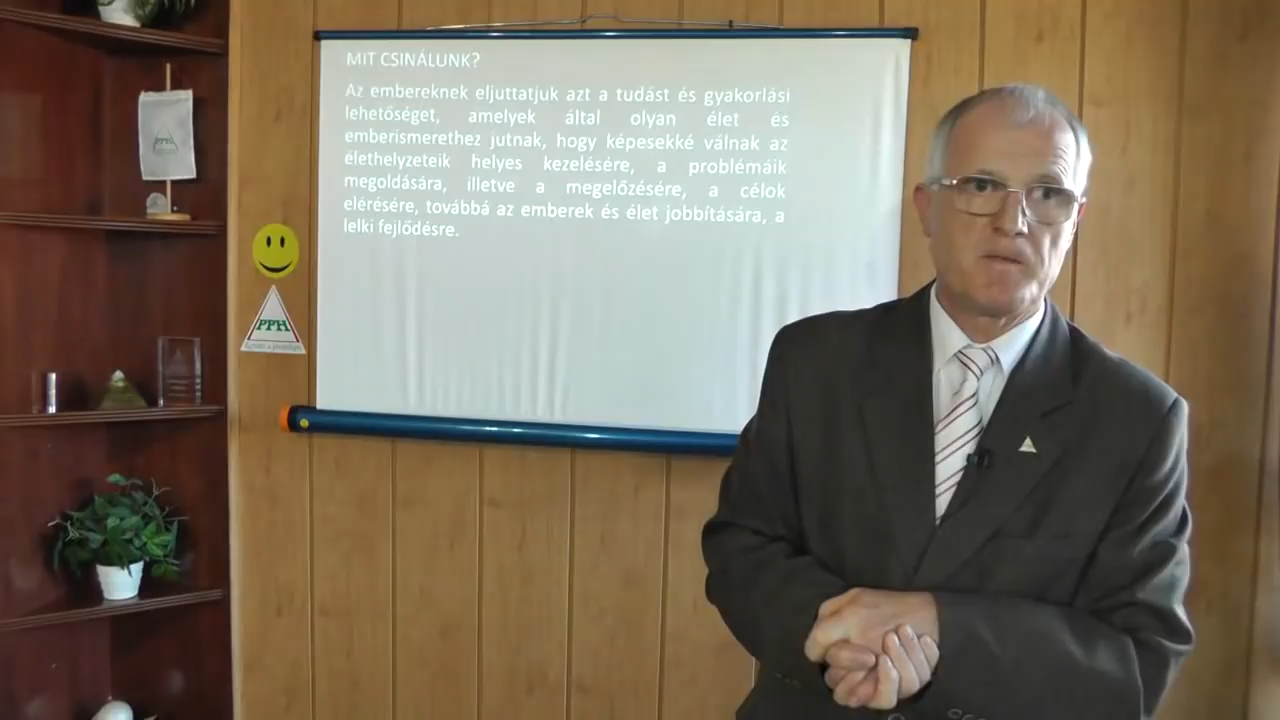 MIT CSINÁLUNK?
Az embereknek eljuttatjuk azt a tudást és gyakorlási
lehetőséget, amelyek által olyan élet és
emberismerethez jutnak, hogy képesekké válnak az
élethelyzeteik helyes kezelésére, a problémáik
megoldására, illetve a megelőzésére, a célok
elérésére, továbbá az emberek és élet jobbítására, a
lelki fejlődésre.
PPH
PPH